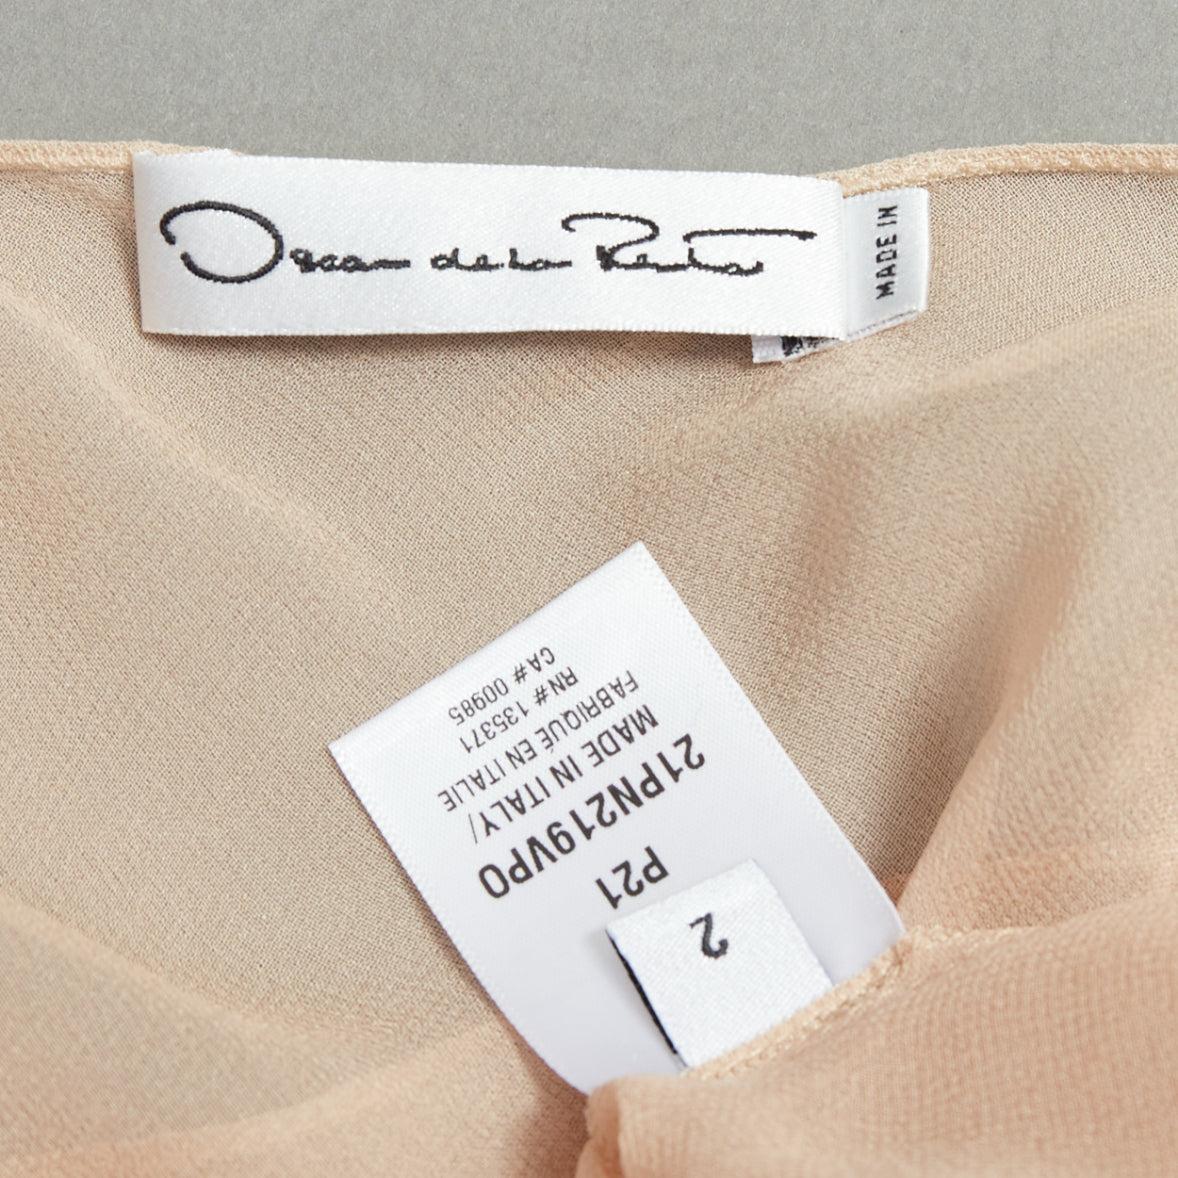 Oscar de la Renta
MADE IN
2
P21
21PN219VPO
MADE IN ITALY/
FABRIQUÉ EN ITALIE
RN# 135371
CA# 00985